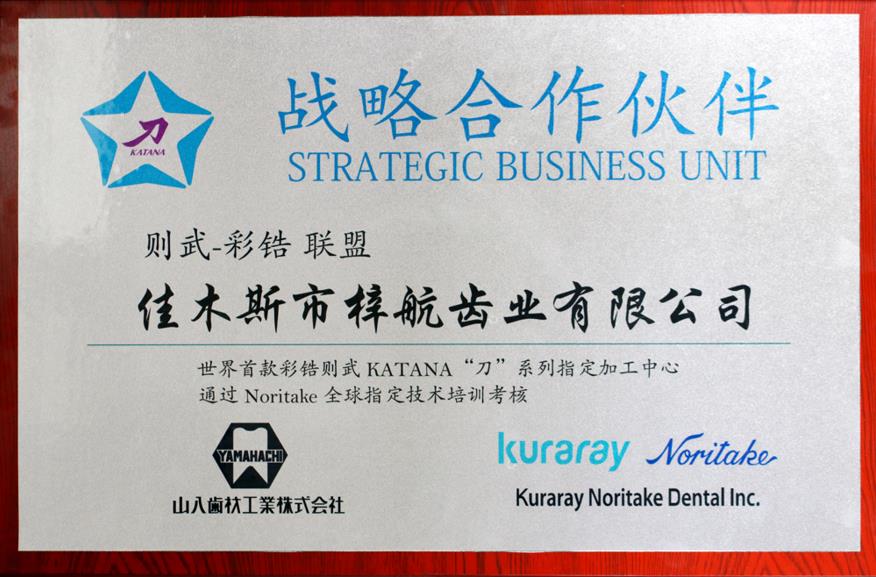 刀
KATANA
战略合作伙伴
STRATEGIC BUSINESS UNIT
则武-彩锆 联盟
佳木斯市梓航齿业有限公司
世界首款彩锆则武 KATANA“刀”系列指定加工中心
通过 Noritake 全球指定技术培训考核
YAMAHACHI
山八歯材工業株式会社
kuraray Noritake
Kuraray Noritake Dental Inc.